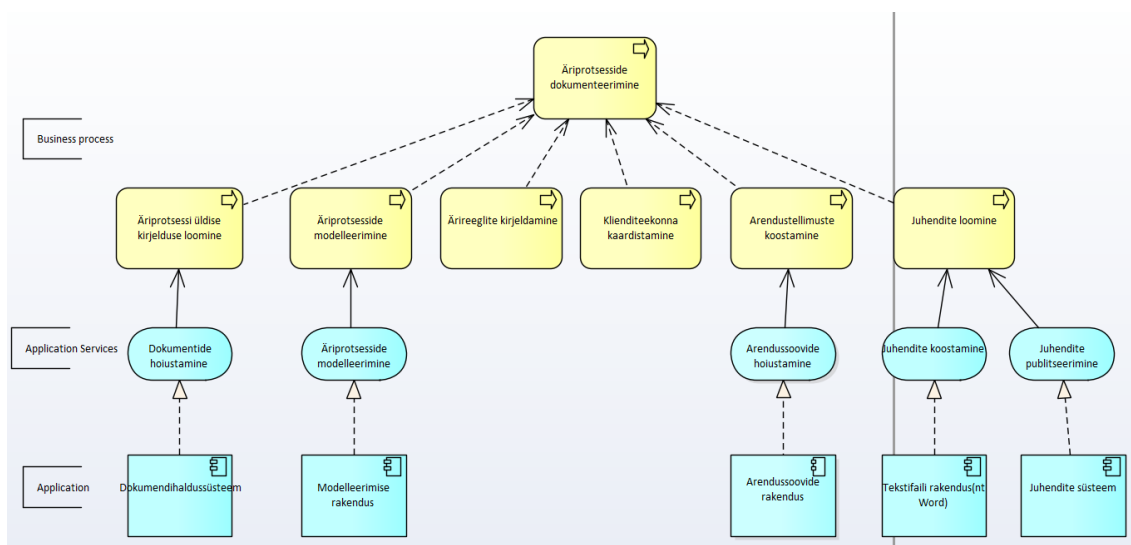 Äriprotsesside
dokumenteerimine
Business process
Äriprotsessi üldise
kirjelduse loomine
Äriprotsesside
modelleerimine
Ärireeglite kirjeldamine
Klienditeekonna
kaardistamine
Arendustellimuste
koostamine
Juhendite loomine
Application Services
Dokumentide
hoiustamine
Äriprotsesside
modelleerimine
Arendussoovide
hoiustamine
Juhendite koostamine
Juhendite
publitseerimine
Application
Dokumendihaldussüsteem
Modelleerimise
rakendus
Arendussoovide
rakendus
Tekstifaili rakendus(nt
Word)
Juhendite süsteem